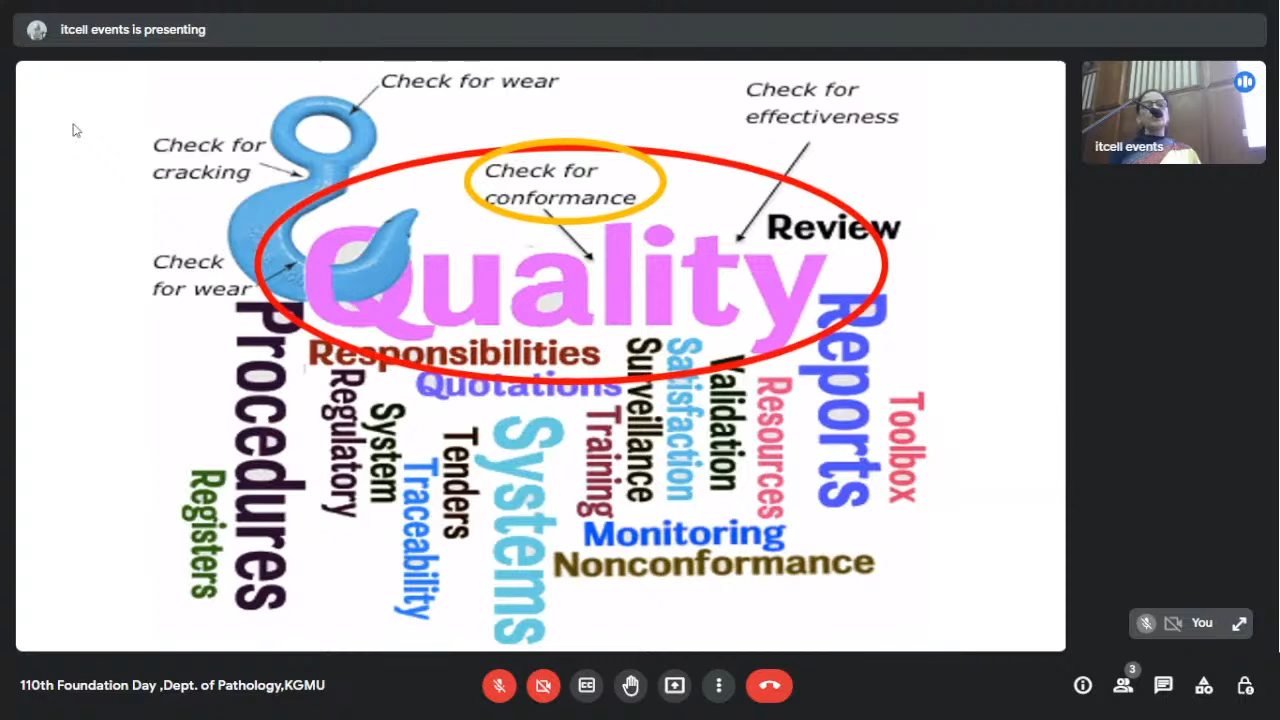 itcell events is presenting
Check for wear
Check for
effectiveness
Check for
cracking
Check for
conformance
Review
Check
for wear
Quality
Procedures
Responsibilities
Quotations
Regulatory
System
Registers
Traceability
Tenders
Systems
Training
Surveillance
Satisfaction
Validation
Resources
Reports
Toolbox
Monitoring
Nonconformance
itcell events
You
110th Foundation Day ,Dept. of Pathology,KGMU
CC
3